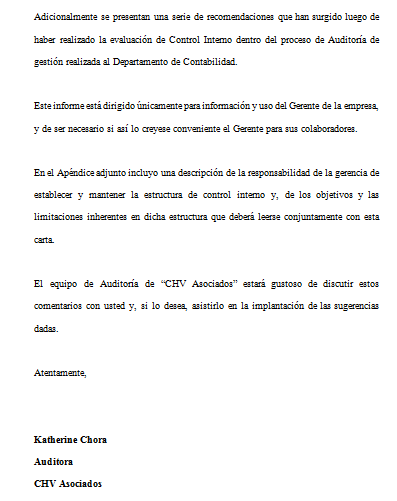 Adicionalmente se presentan una serie de recomendaciones que han surgido luego de
haber realizado la evaluación de Control Interno dentro del proceso de Auditoría de
gestión realizada al Departamento de Contabilidad.
Este informe está dirigido únicamente para información y uso del Gerente de la empresa,
y de ser necesario si así lo creyese conveniente el Gerente para sus colaboradores.
En el Apéndice adjunto incluyo una descripción de la responsabilidad de la gerencia de
establecer y mantener la estructura de control interno y, de los objetivos y las
limitaciones inherentes en dicha estructura que deberá leerse conjuntamente con esta
carta.
El equipo de Auditoría de “CHV Asociados” estará gustoso de discutir estos
comentarios con usted y, si lo desea, asistirlo en la implantación de las sugerencias
dadas.
Atentamente,
Katherine Chora
Auditora
CHV Asociados